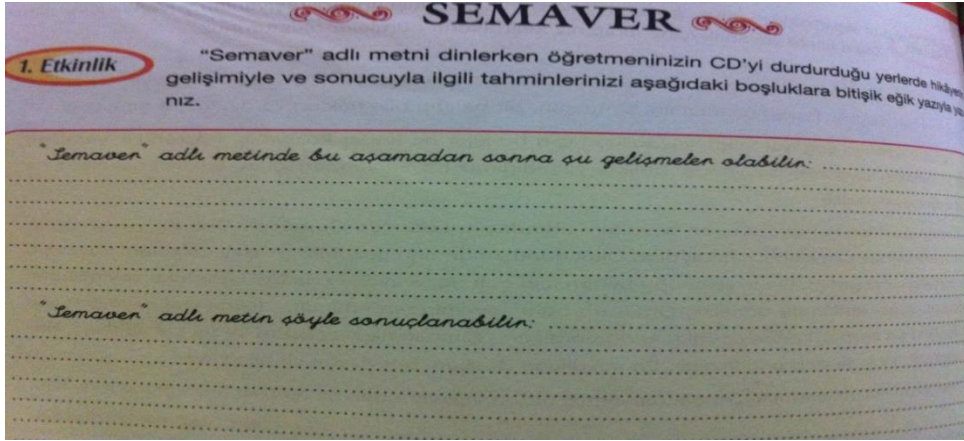 SEMAVER
1. Etkinlik
"Semaver" adlı metni dinlerken öğretmeninizin CD'yi durdurduğu yerlerde
gelişimiyle ve sonucuyla ilgili tahminlerinizi aşağıdaki boşluklara bitişik eğik yazıyla
nız.
"Semaver" adlı metinde bu aşamadan sonra şu gelişmeler olabilir: ....................
"Semaver" adlı metin şöyle sonuçlanabilir: ....................